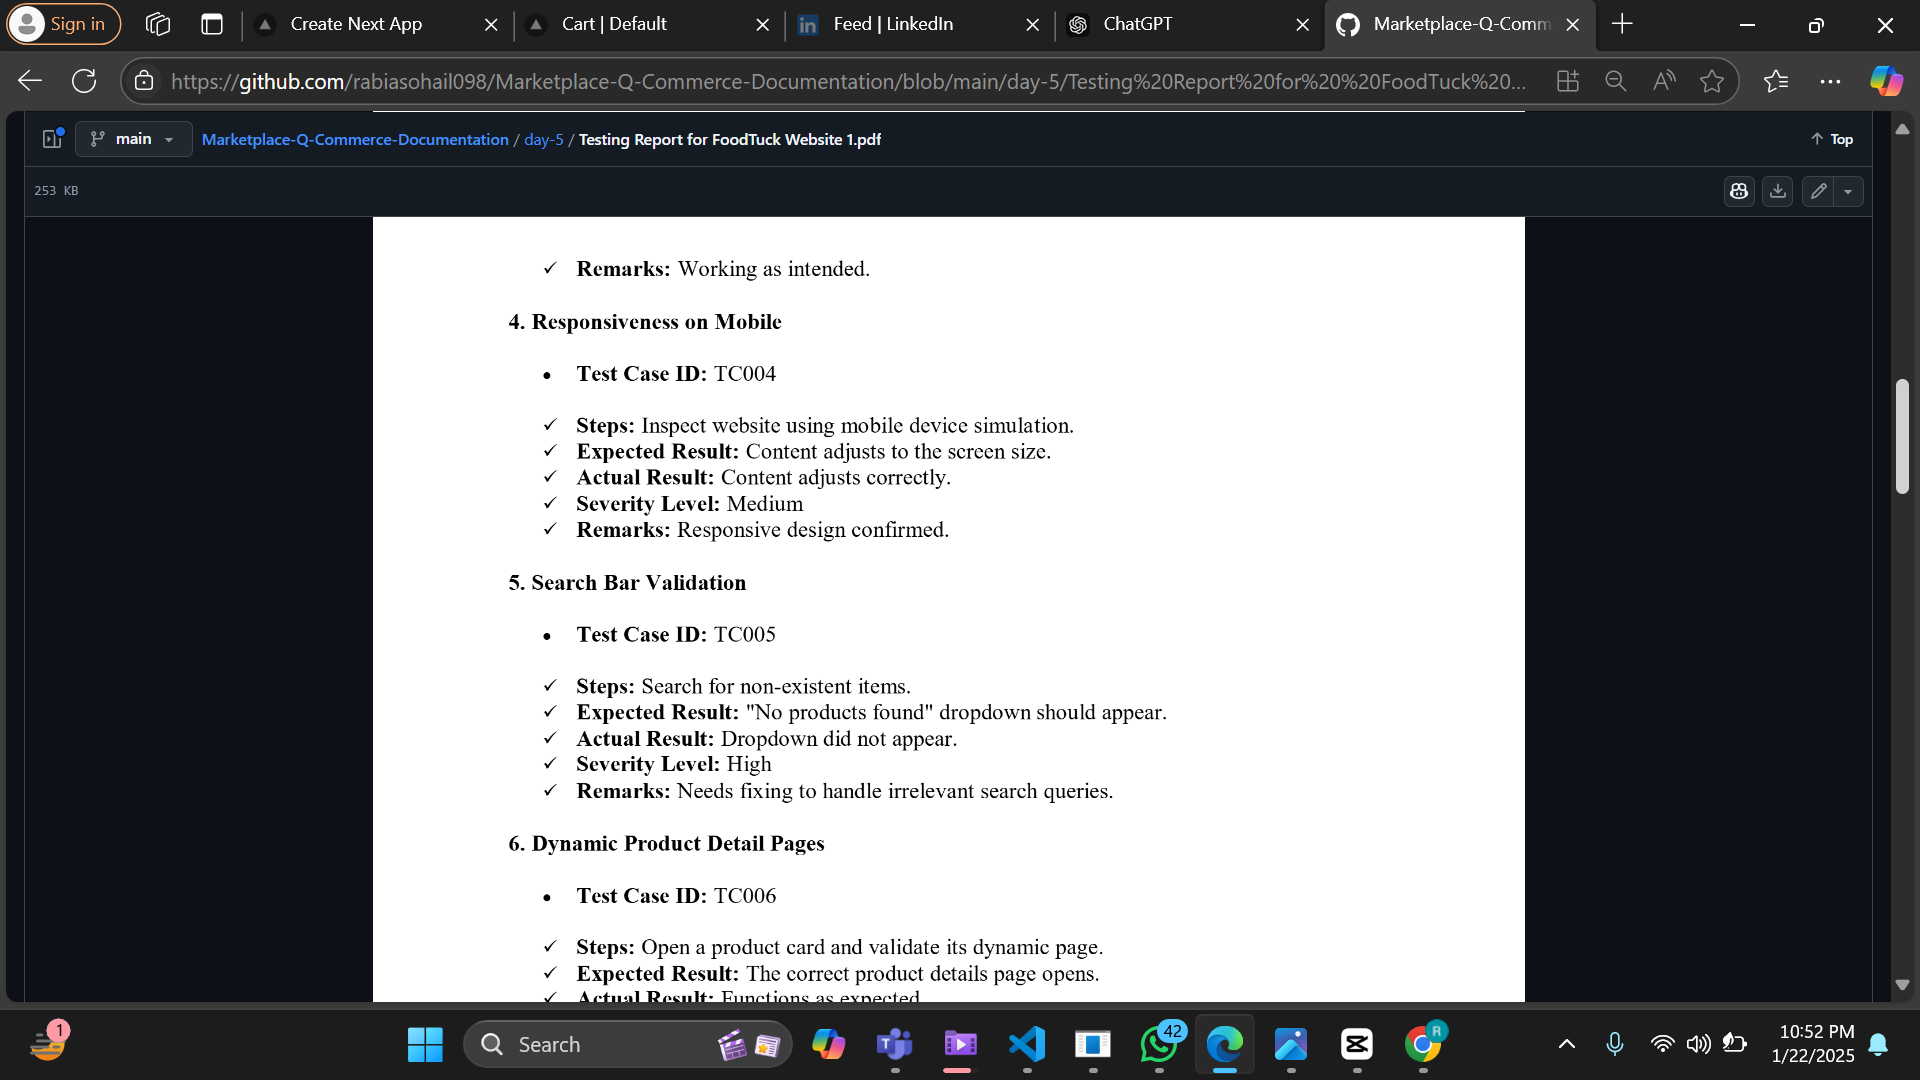 Sign in
Create Next App
Cart | Default
Feed | LinkedIn
ChatGPT
Marketplace-Q-Comm
https://github.com/rabiasohail098/Marketplace-Q-Commerce-Documentation/blob/main/day-5/Testing%20Report%20for%20%20FoodTuck%20...
main
Marketplace-Q-Commerce-Documentation / day-5 / Testing Report for FoodTuck Website 1.pdf
Top
253 KB
✓ Remarks: Working as intended.
4. Responsiveness on Mobile
• Test Case ID: TC004
✓ Steps: Inspect website using mobile device simulation.
✓ Expected Result: Content adjusts to the screen size.
✓ Actual Result: Content adjusts correctly.
✓ Severity Level: Medium
✓ Remarks: Responsive design confirmed.
5. Search Bar Validation
• Test Case ID: TC005
✓ Steps: Search for non-existent items.
✓ Expected Result: "No products found" dropdown should appear.
✓ Actual Result: Dropdown did not appear.
✓ Severity Level: High
✓ Remarks: Needs fixing to handle irrelevant search queries.
6. Dynamic Product Detail Pages
• Test Case ID: TC006
✓ Steps: Open a product card and validate its dynamic page.
✓ Expected Result: The correct product details page opens.
✓ Actual Result: Functions as expected
1
Search
42
R
10:52 PM
1/22/2025